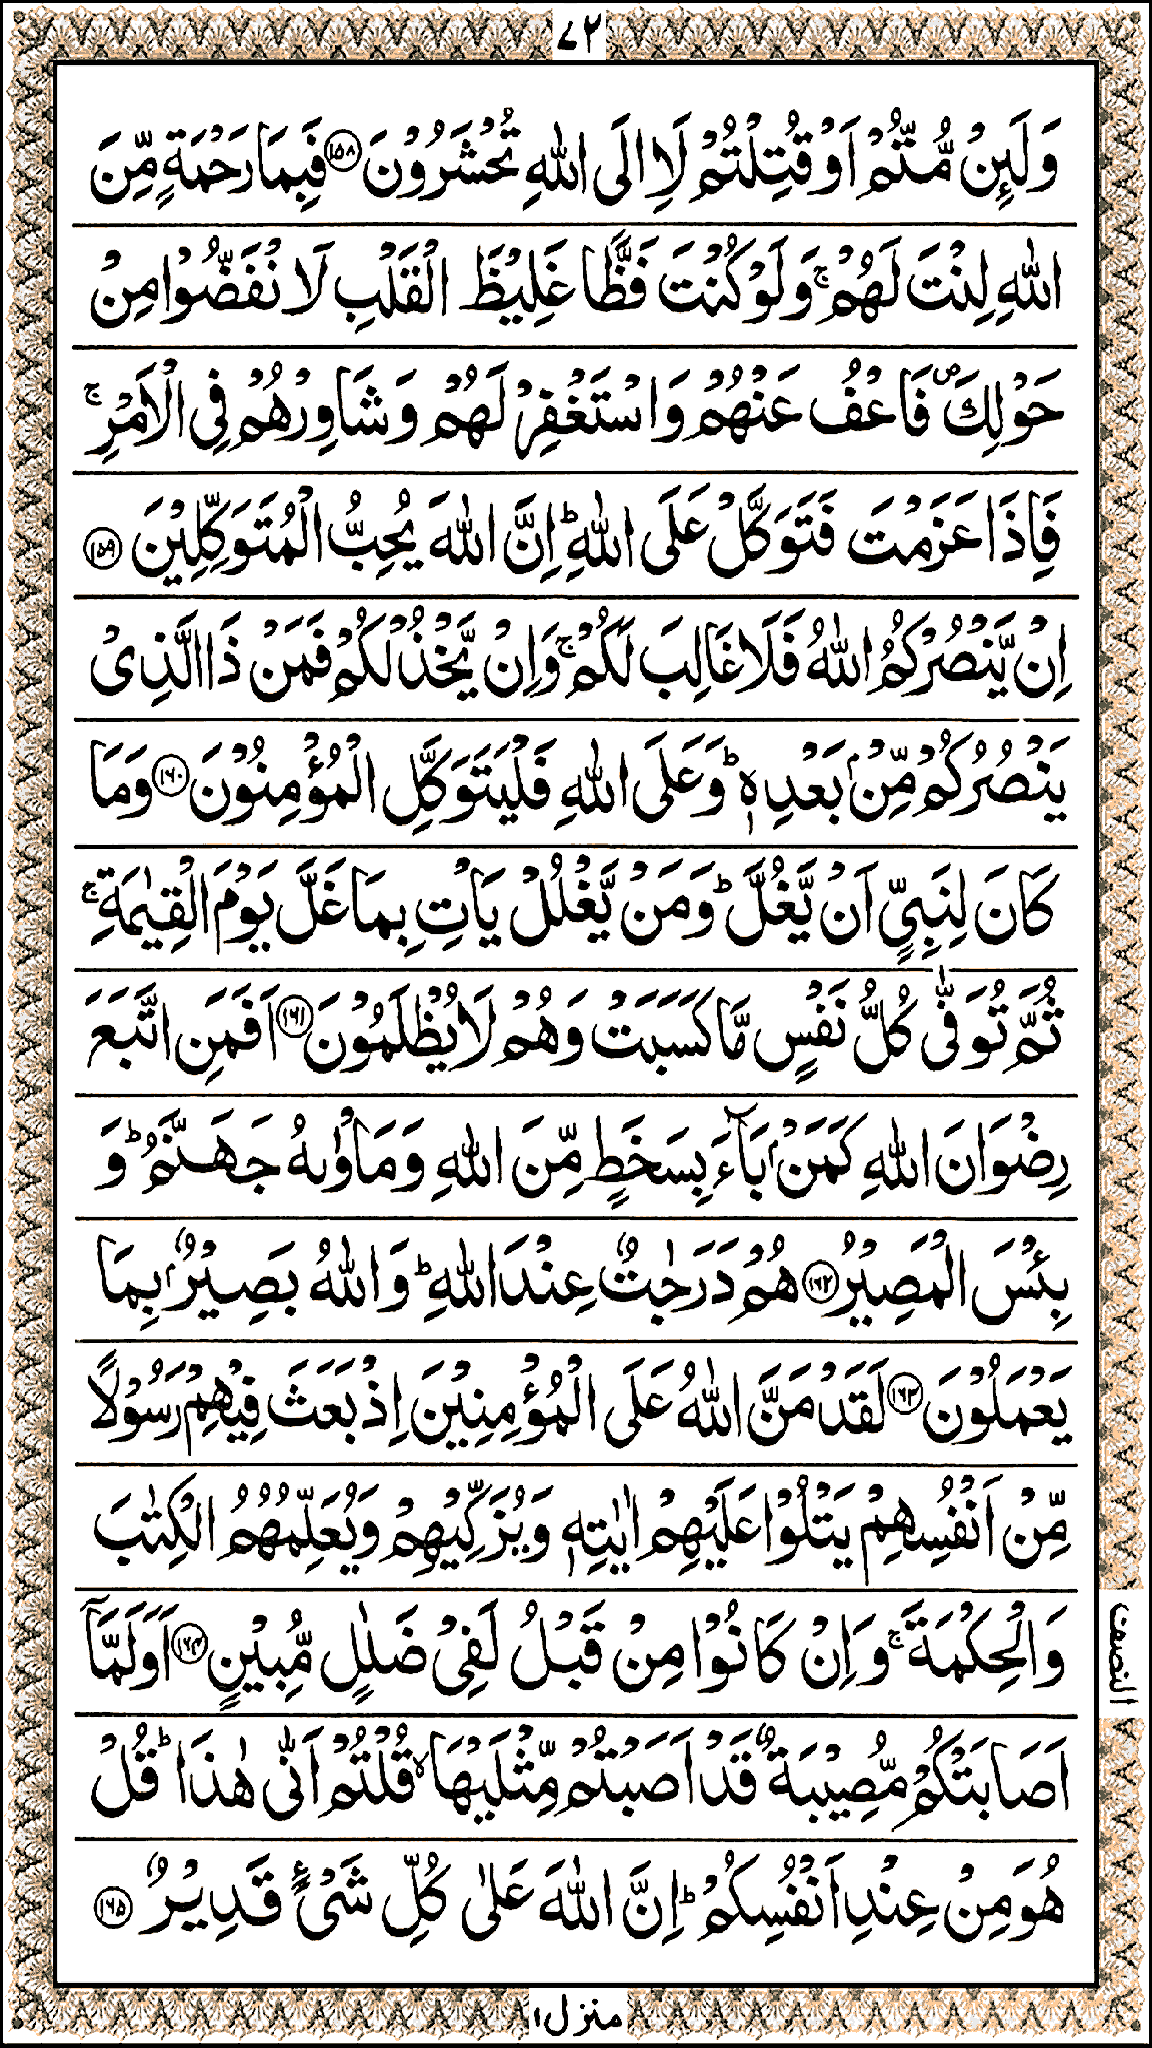 ٧٢
وَلَئِنْ مُّتُّمْ اَوْ قُتِلْتُمْ لَا۟اِلَى اللّٰهِ تُحْشَرُوْنَ ﴿۱۵۸﴾ فَبِمَا رَحْمَةٍ مِّنَ
اللّٰهِ لِنْتَ لَهُمْ ۚ وَلَوْ كُنْتَ فَظًّا غَلِيْظَ الْقَلْبِ لَا نْفَضُّوْا مِنْ
حَوْلِكَ ۪ فَاعْفُ عَنْهُمْ وَاسْتَغْفِرْ لَهُمْ وَشَاوِرْهُمْ فِى الْاَمْرِ ۚ
فَاِذَا عَزَمْتَ فَتَوَكَّلْ عَلَى اللّٰهِ ؕ اِنَّ اللّٰهَ يُحِبُّ الْمُتَوَكِّلِيْنَ ﴿۱۵۹﴾
اِنْ يَّنْصُرْكُمُ اللّٰهُ فَلَا غَالِبَ لَكُمْ ۚ وَاِنْ يَّخْذُلْكُمْ فَمَنْ ذَا الَّذِىْ
يَنْصُرُكُمْ مِّنْۢ بَعْدِهٖ ؕ وَعَلَى اللّٰهِ فَلْيَتَوَكَّلِ الْمُؤْمِنُوْنَ ﴿۱۶۰﴾ وَمَا
كَانَ لِنَبِىٍّ اَنْ يَّغُلَّ ؕ وَمَنْ يَّغْلُلْ يَاْتِ بِمَا غَلَّ يَوْمَ الْقِيٰمَةِ ۚ
ثُمَّ تُوَفّٰى كُلُّ نَفْسٍ مَّا كَسَبَتْ وَهُمْ لَا يُظْلَمُوْنَ ﴿۱۶۱﴾ اَفَمَنِ اتَّبَعَ
رِضْوَانَ اللّٰهِ كَمَنْۢ بَآءَ بِسَخَطٍ مِّنَ اللّٰهِ وَمَاْوٰىهُ جَهَنَّمُ ؕ وَ
بِئْسَ الْمَصِيْرُ ﴿۱۶۲﴾ هُمْ دَرَجٰتٌ عِنْدَ اللّٰهِ ؕ وَاللّٰهُ بَصِيْرٌۢ بِمَا
يَعْمَلُوْنَ ﴿۱۶۳﴾ لَقَدْ مَنَّ اللّٰهُ عَلَى الْمُؤْمِنِيْنَ اِذْ بَعَثَ فِيْهِمْ رَسُوْلًا
مِّنْ اَنْفُسِهِمْ يَتْلُوْا عَلَيْهِمْ اٰيٰتِهٖ وَيُزَكِّيْهِمْ وَيُعَلِّمُهُمُ الْكِتٰبَ
وَالْحِكْمَةَ ۚ وَاِنْ كَانُوْا مِنْ قَبْلُ لَفِىْ ضَلٰلٍ مُّبِيْنٍ ﴿۱۶۴﴾ اَوَلَمَّاۤ
اَصَابَتْكُمْ مُّصِيْبَةٌ قَدْ اَصَبْتُمْ مِّثْلَيْهَا ۙ قُلْتُمْ اَنّٰى هٰذَا ؕ قُلْ
هُوَ مِنْ عِنْدِ اَنْفُسِكُمْ ؕ اِنَّ اللّٰهَ عَلٰى كُلِّ شَىْءٍ قَدِيْرٌ ﴿۱۶۵﴾
النصف
منزل ۱